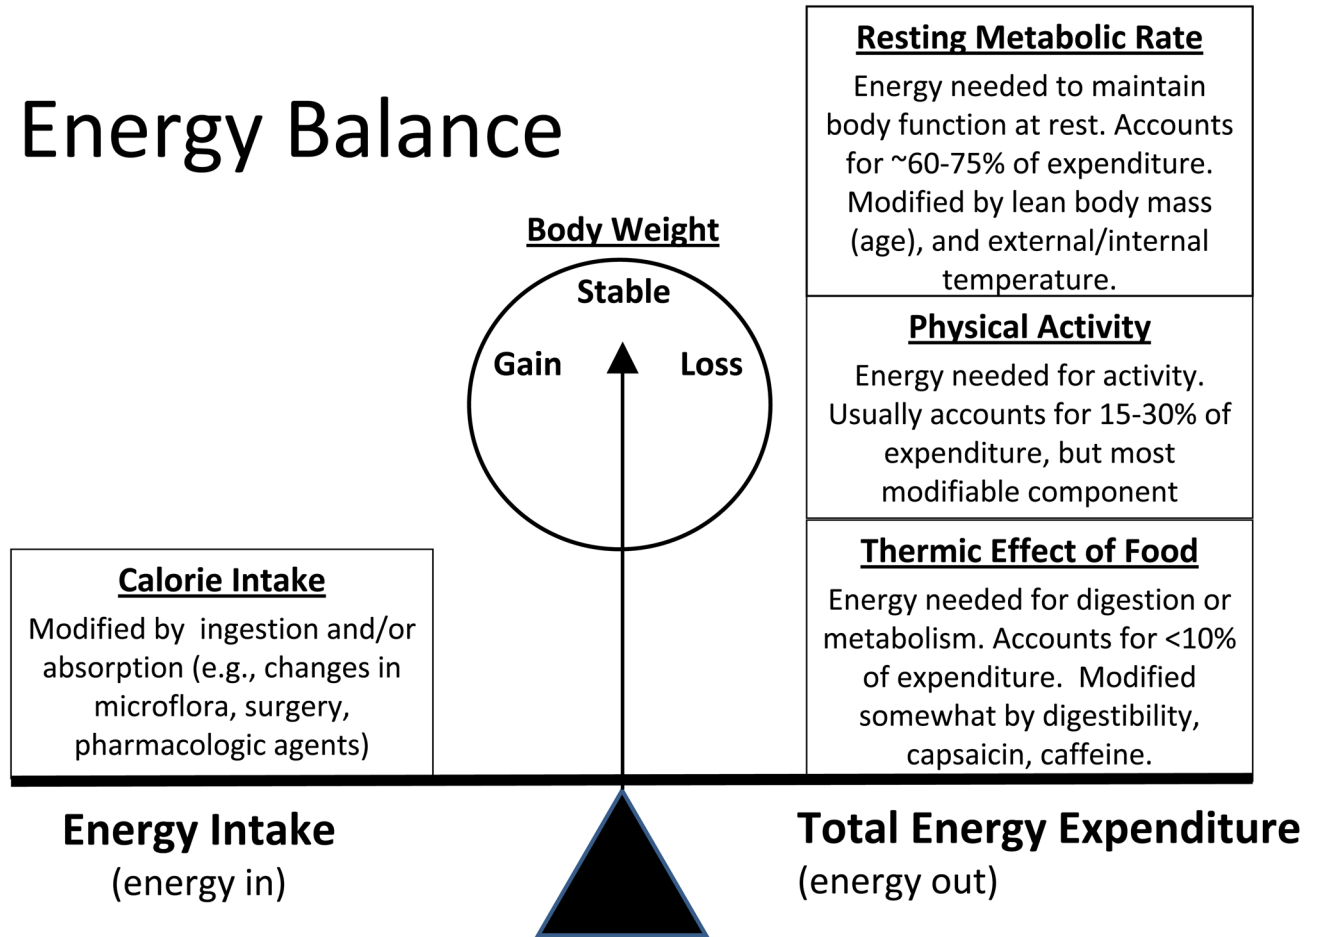 Energy Balance
Body Weight
Stable
Gain
Loss
Calorie Intake
Modified by  ingestion and/or
absorption (e.g., changes in
microflora, surgery,
pharmacologic agents)
Energy Intake
(energy in)
Resting Metabolic Rate
Energy needed to maintain
body function at rest. Accounts
for ~60-75% of expenditure.
Modified by lean body mass
(age), and external/internal
temperature.
Physical Activity
Energy needed for activity.
Usually accounts for 15-30% of
expenditure, but most
modifiable component
Thermic Effect of Food
Energy needed for digestion or
metabolism. Accounts for <10%
of expenditure.  Modified
somewhat by digestibility,
capsaicin, caffeine.
Total Energy Expenditure
(energy out)